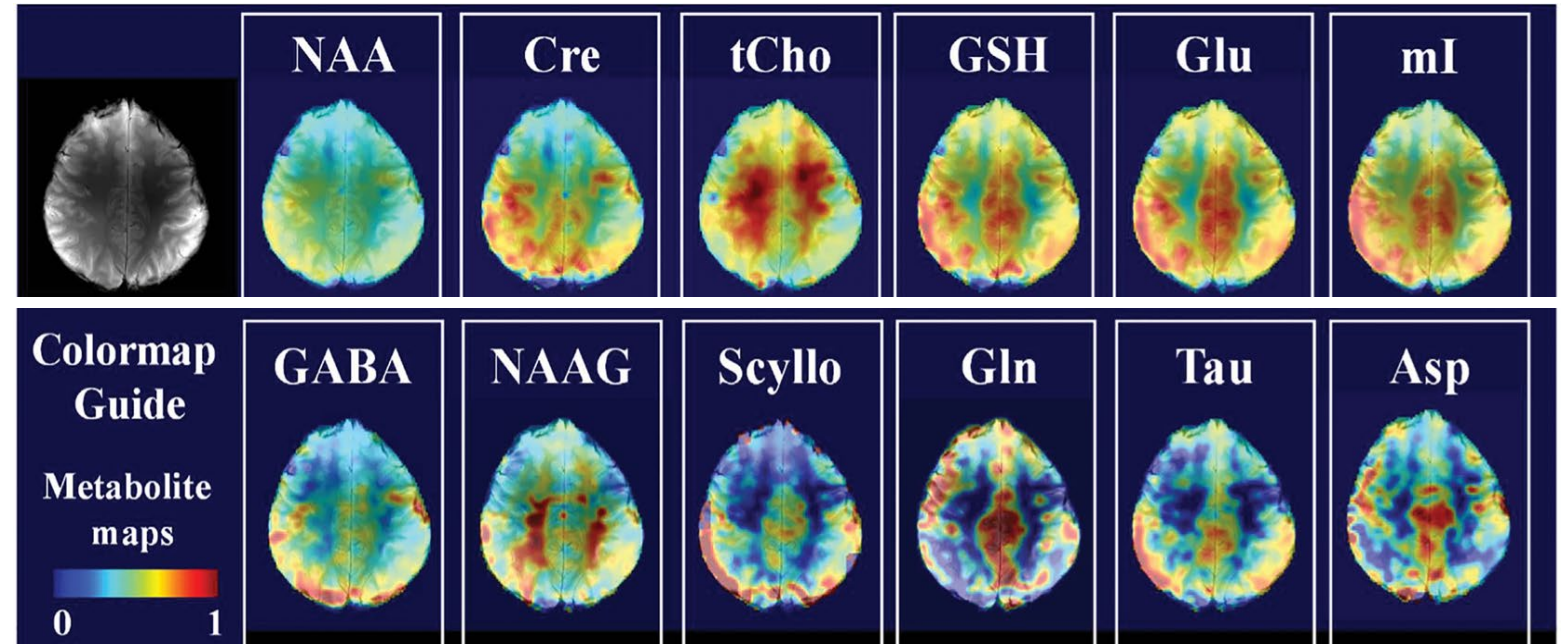 NAA
Cre
tCho
GSH
Glu
mI
Colormap
Guide
Metabolite
maps
0 1
GABA
NAAG
Scyllo
Gln
Tau
Asp